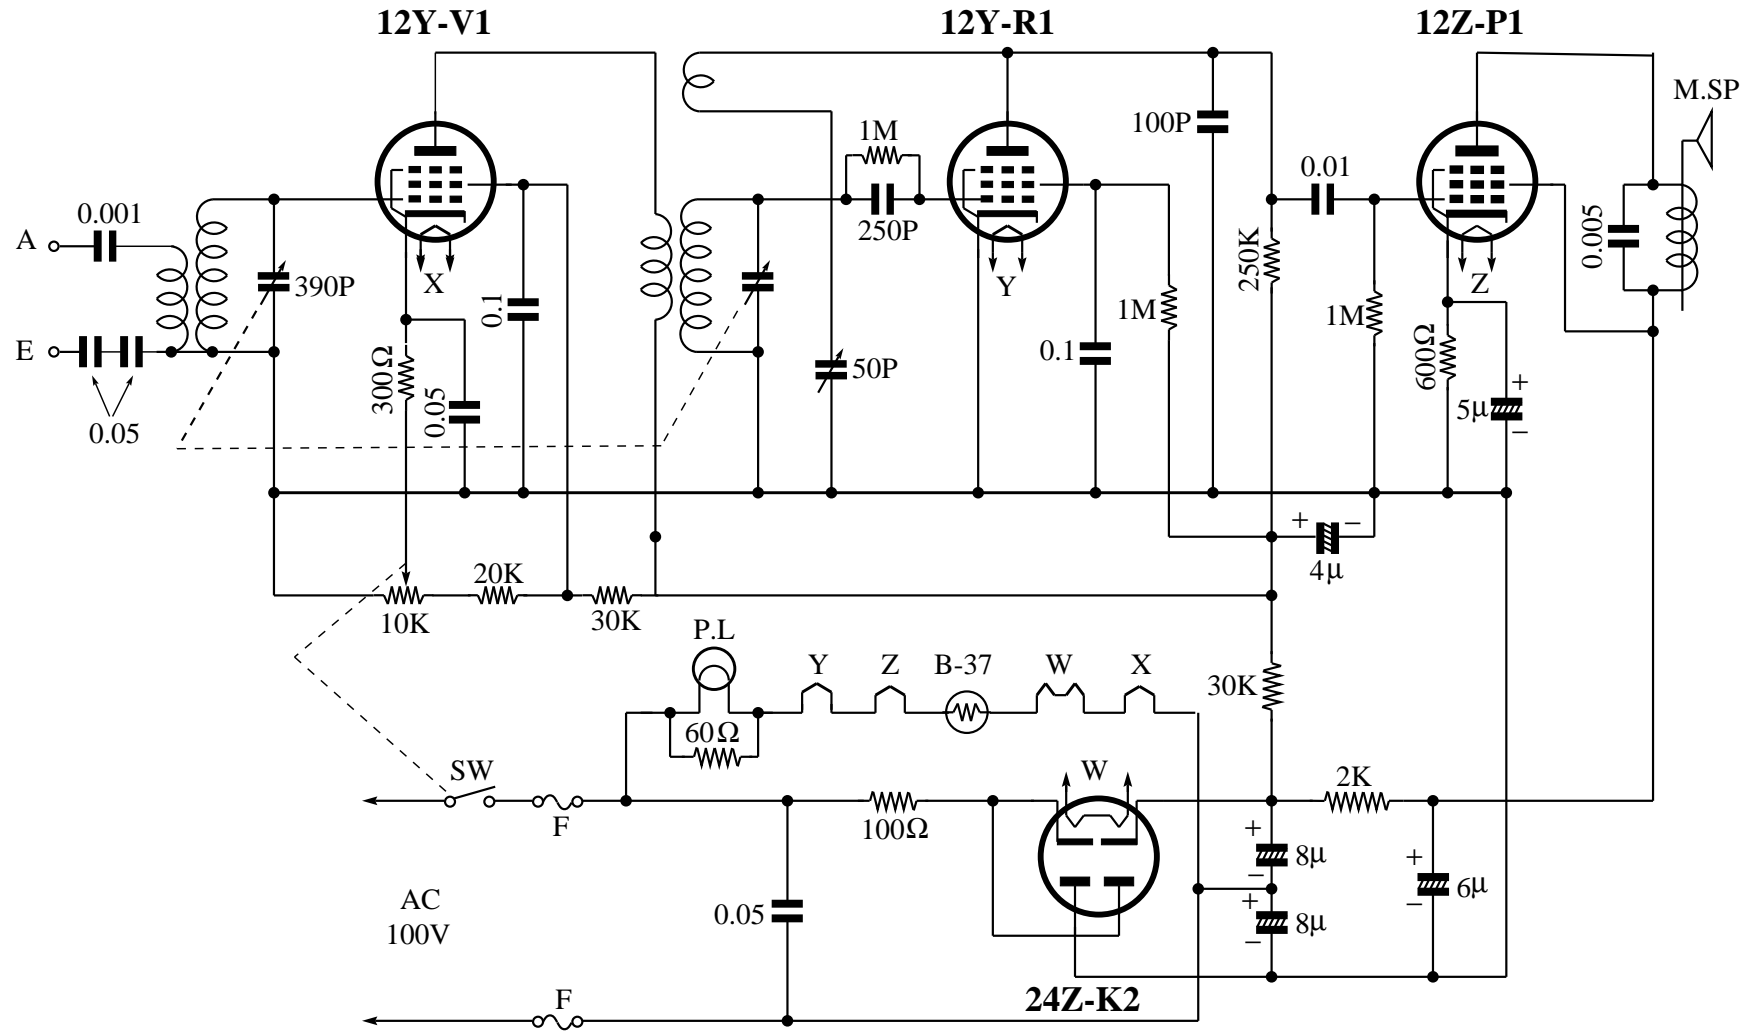 12Y-V1
12Y-R1
12Z-P1
M.SP
1M
100P
0.01
0.001
A
250P
0.005
250K
X
Y
Z
390P
0.1
1M
1M
E
0.1
600Ω
300Ω
50P
0.05
0.05
+
5µ
−
+
−
4µ
20K
10K
30K
P.L
Y
Z
B-37
W
X
30K
60Ω
SW
W
2K
F
100Ω
+
8µ
−
+
6µ
−
AC
100V
0.05
+
8µ
−
F
24Z-K2